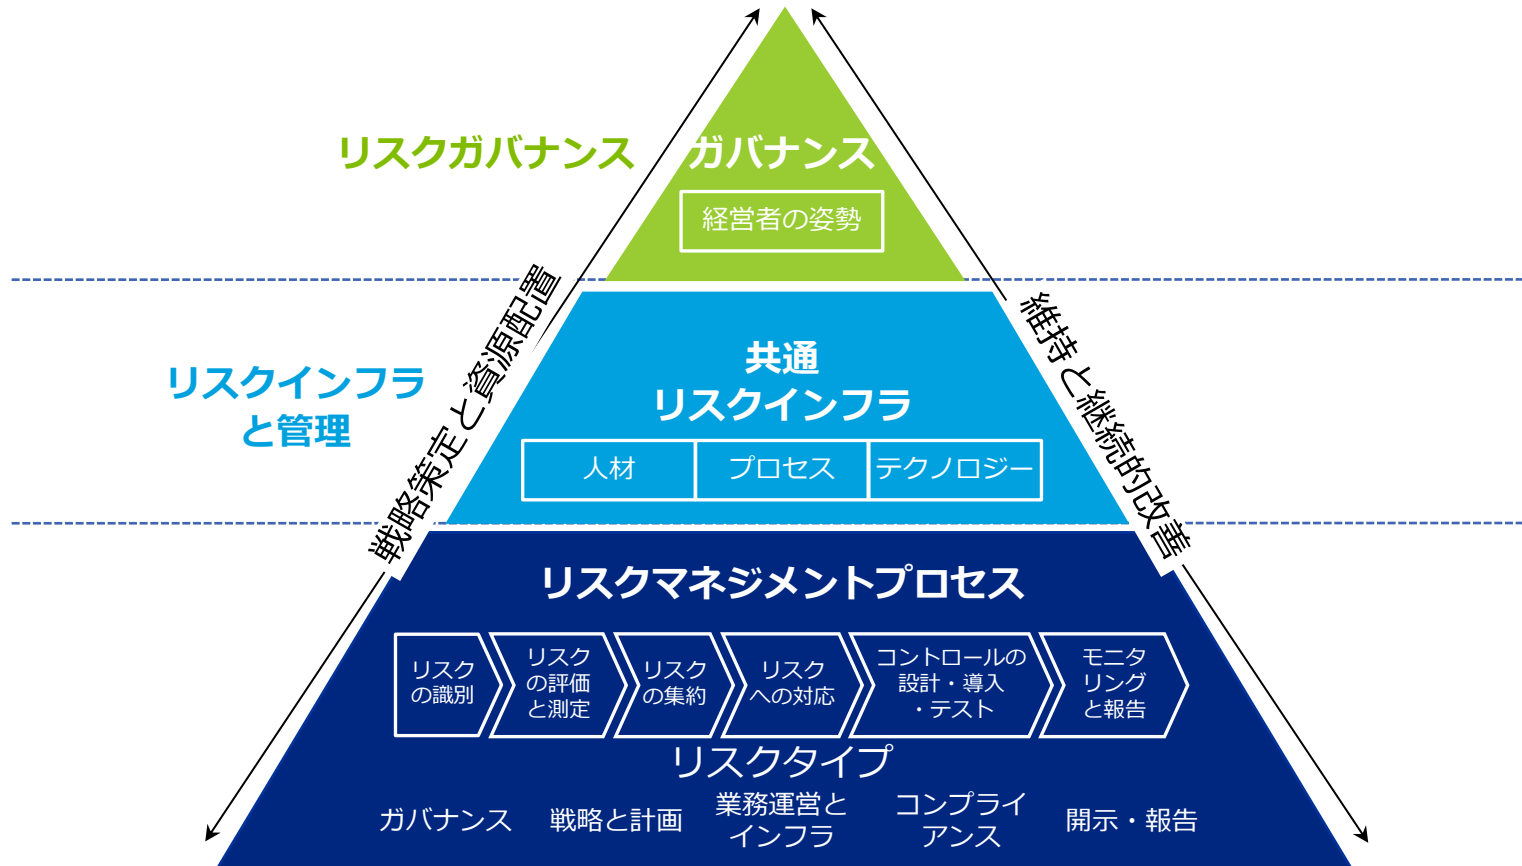 リスクガバナンス
ガバナンス
経営者の姿勢
戦略策定と資源配置
維持と継続的改善
リスクインフラ
と管理
共通
リスクインフラ
人材
プロセス
テクノロジー
リスクマネジメントプロセス
リスク
の識別
リスク
の評価
と測定
リスク
の集約
リスク
への対応
コントロールの
設計・導入
・テスト
モニタ
リング
と報告
リスクタイプ
ガバナンス
戦略と計画
業務運営と
インフラ
コンプライ
アンス
開示・報告